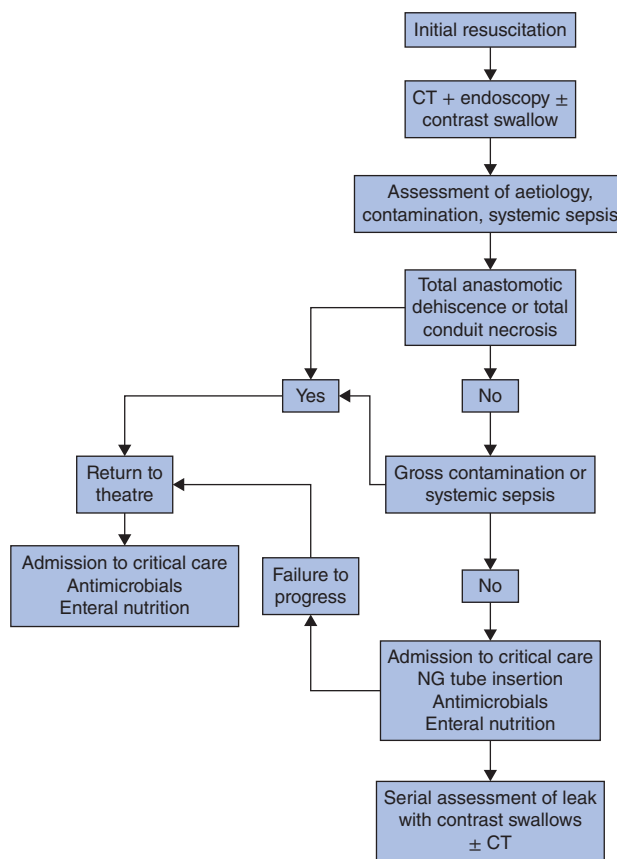 Initial resuscitation
CT + endoscopy ±
contrast swallow
Assessment of aetiology,
contamination, systemic sepsis
Total anastomotic
dehiscence or total
conduit necrosis
Yes
No
Return to
theatre
Gross contamination or
systemic sepsis
Admission to critical care
Antimicrobials
Enteral nutrition
Failure to
progress
No
Admission to critical care
NG tube insertion
Antimicrobials
Enteral nutrition
Serial assessment of leak
with contrast swallows
± CT